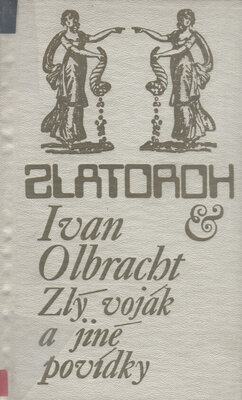 ZLATOROH
Ivan &
Olbracht
Zlý voják
a jiné
povídky